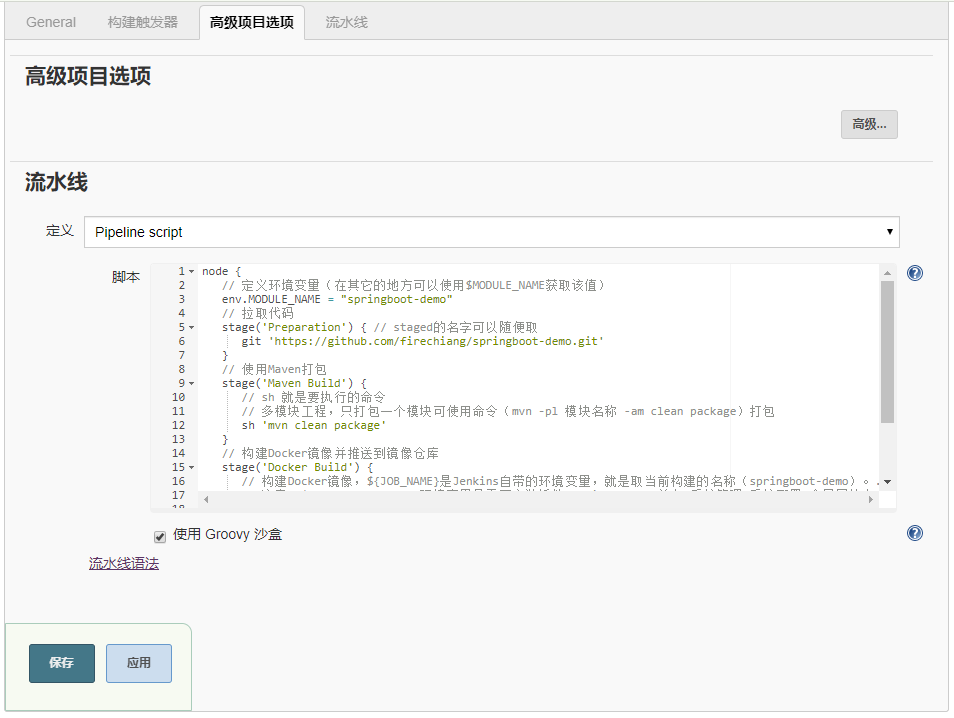 General 构建触发器 高级项目选项 流水线
高级项目选项
高级...
流水线
定义 Pipeline script
脚本
1 node {
2 // 定义环境变量（在其它的地方可以使用$MODULE_NAME获取该值）
3 env.MODULE_NAME = "springboot-demo"
4 // 拉取代码
5 stage('Preparation') { // staged的名字可以随便取
6 git 'https://github.com/firechiang/springboot-demo.git'
7 }
8 // 使用Maven打包
9 stage('Maven Build') {
10 // sh 就是要执行的命令
11 // 多模块工程，只打包一个模块可使用命令（mvn -pl 模块名称 -am clean package）打包
12 sh 'mvn clean package'
13 }
14 // 构建Docker镜像并推送到镜像仓库
15 stage('Docker Build') {
16 // 构建Docker镜像，${JOB_NAME}是Jenkins自带的环境变量，就是取当前构建的名称（springboot-demo）。
17
使用 Groovy 沙盒
流水线语法
保存 应用